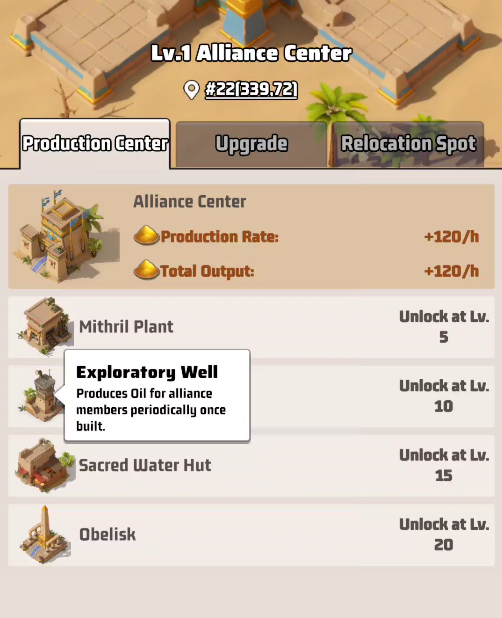 Lv.1 Alliance Center
#22(339,72)
Production Center
Upgrade
Relocation Spot
Alliance Center
Production Rate: +120/h
Total Output: +120/h
Mithril Plant
Unlock at Lv.
5
Exploratory Well
Produces Oil for alliance
members periodically once
built.
Unlock at Lv.
10
Sacred Water Hut
Unlock at Lv.
15
Obelisk
Unlock at Lv.
20